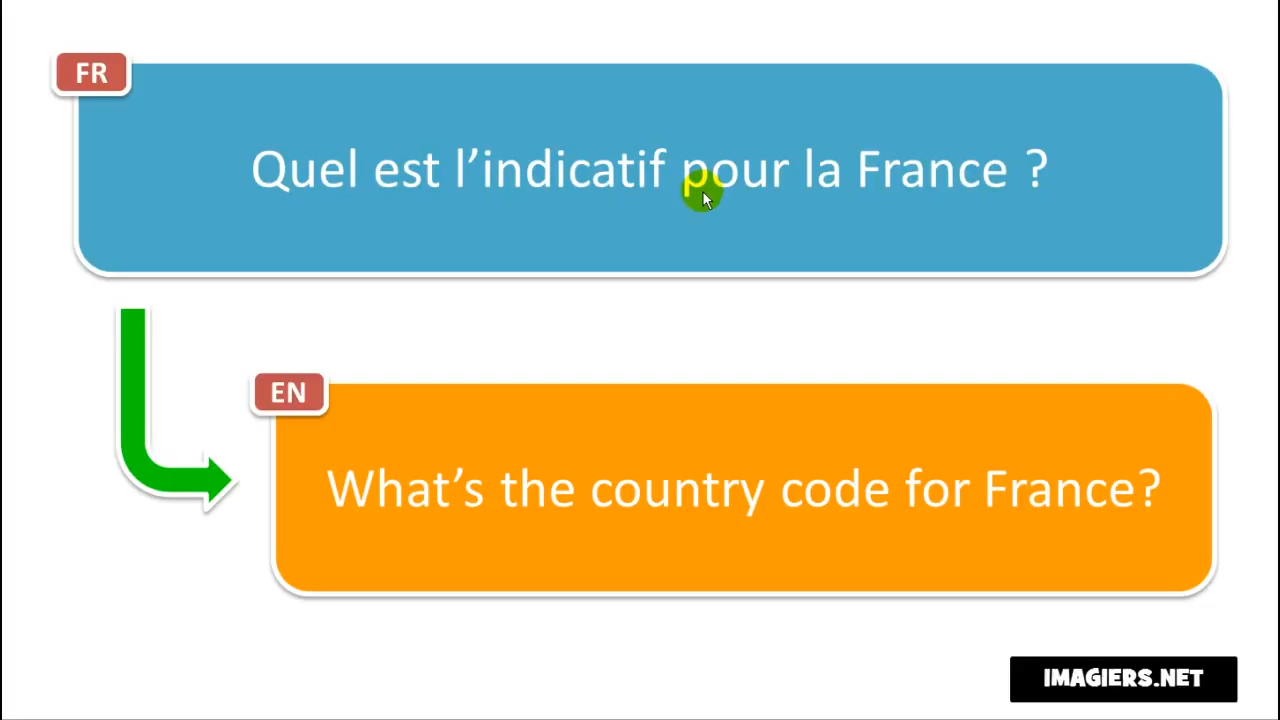 FR
Quel est l’indicatif pour la France ?
EN
What’s the country code for France?
IMAGIERS.NET